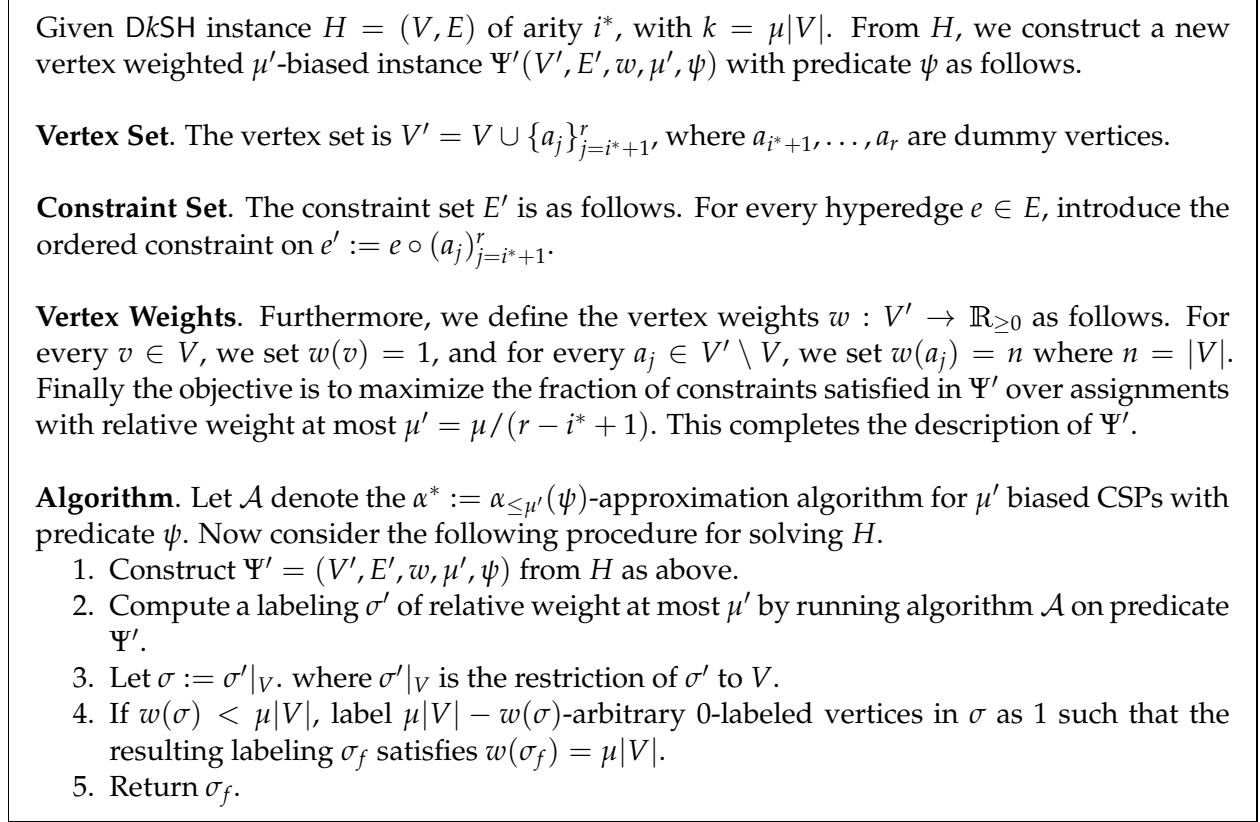 Given DkSH instance H = (V, E) of arity i*, with k = μ|V|. From H, we construct a new
vertex weighted μ′-biased instance Ψ′(V′, E′, w, μ′, ψ) with predicate ψ as follows.
Vertex Set. The vertex set is V′ = V ∪ {a_j}^r_{j=i*+1}, where a_{i*+1}, . . . , a_r are dummy vertices.
Constraint Set. The constraint set E′ is as follows. For every hyperedge e ∈ E, introduce the
ordered constraint on e′ := e ∘ (a_j)^r_{j=i*+1}.
Vertex Weights. Furthermore, we define the vertex weights w : V′ → ℝ_{≥0} as follows. For
every v ∈ V, we set w(v) = 1, and for every a_j ∈ V′ \ V, we set w(a_j) = n where n = |V|.
Finally the objective is to maximize the fraction of constraints satisfied in Ψ′ over assignments
with relative weight at most μ′ = μ/(r − i* + 1). This completes the description of Ψ′.
Algorithm. Let 𝒜 denote the α* := α_{≤μ′}(ψ)-approximation algorithm for μ′ biased CSPs with
predicate ψ. Now consider the following procedure for solving H.
1. Construct Ψ′ = (V′, E′, w, μ′, ψ) from H as above.
2. Compute a labeling σ′ of relative weight at most μ′ by running algorithm 𝒜 on predicate
Ψ′.
3. Let σ := σ′|_V. where σ′|_V is the restriction of σ′ to V.
4. If w(σ) < μ|V|, label μ|V| − w(σ)-arbitrary 0-labeled vertices in σ as 1 such that the
resulting labeling σ_f satisfies w(σ_f) = μ|V|.
5. Return σ_f.